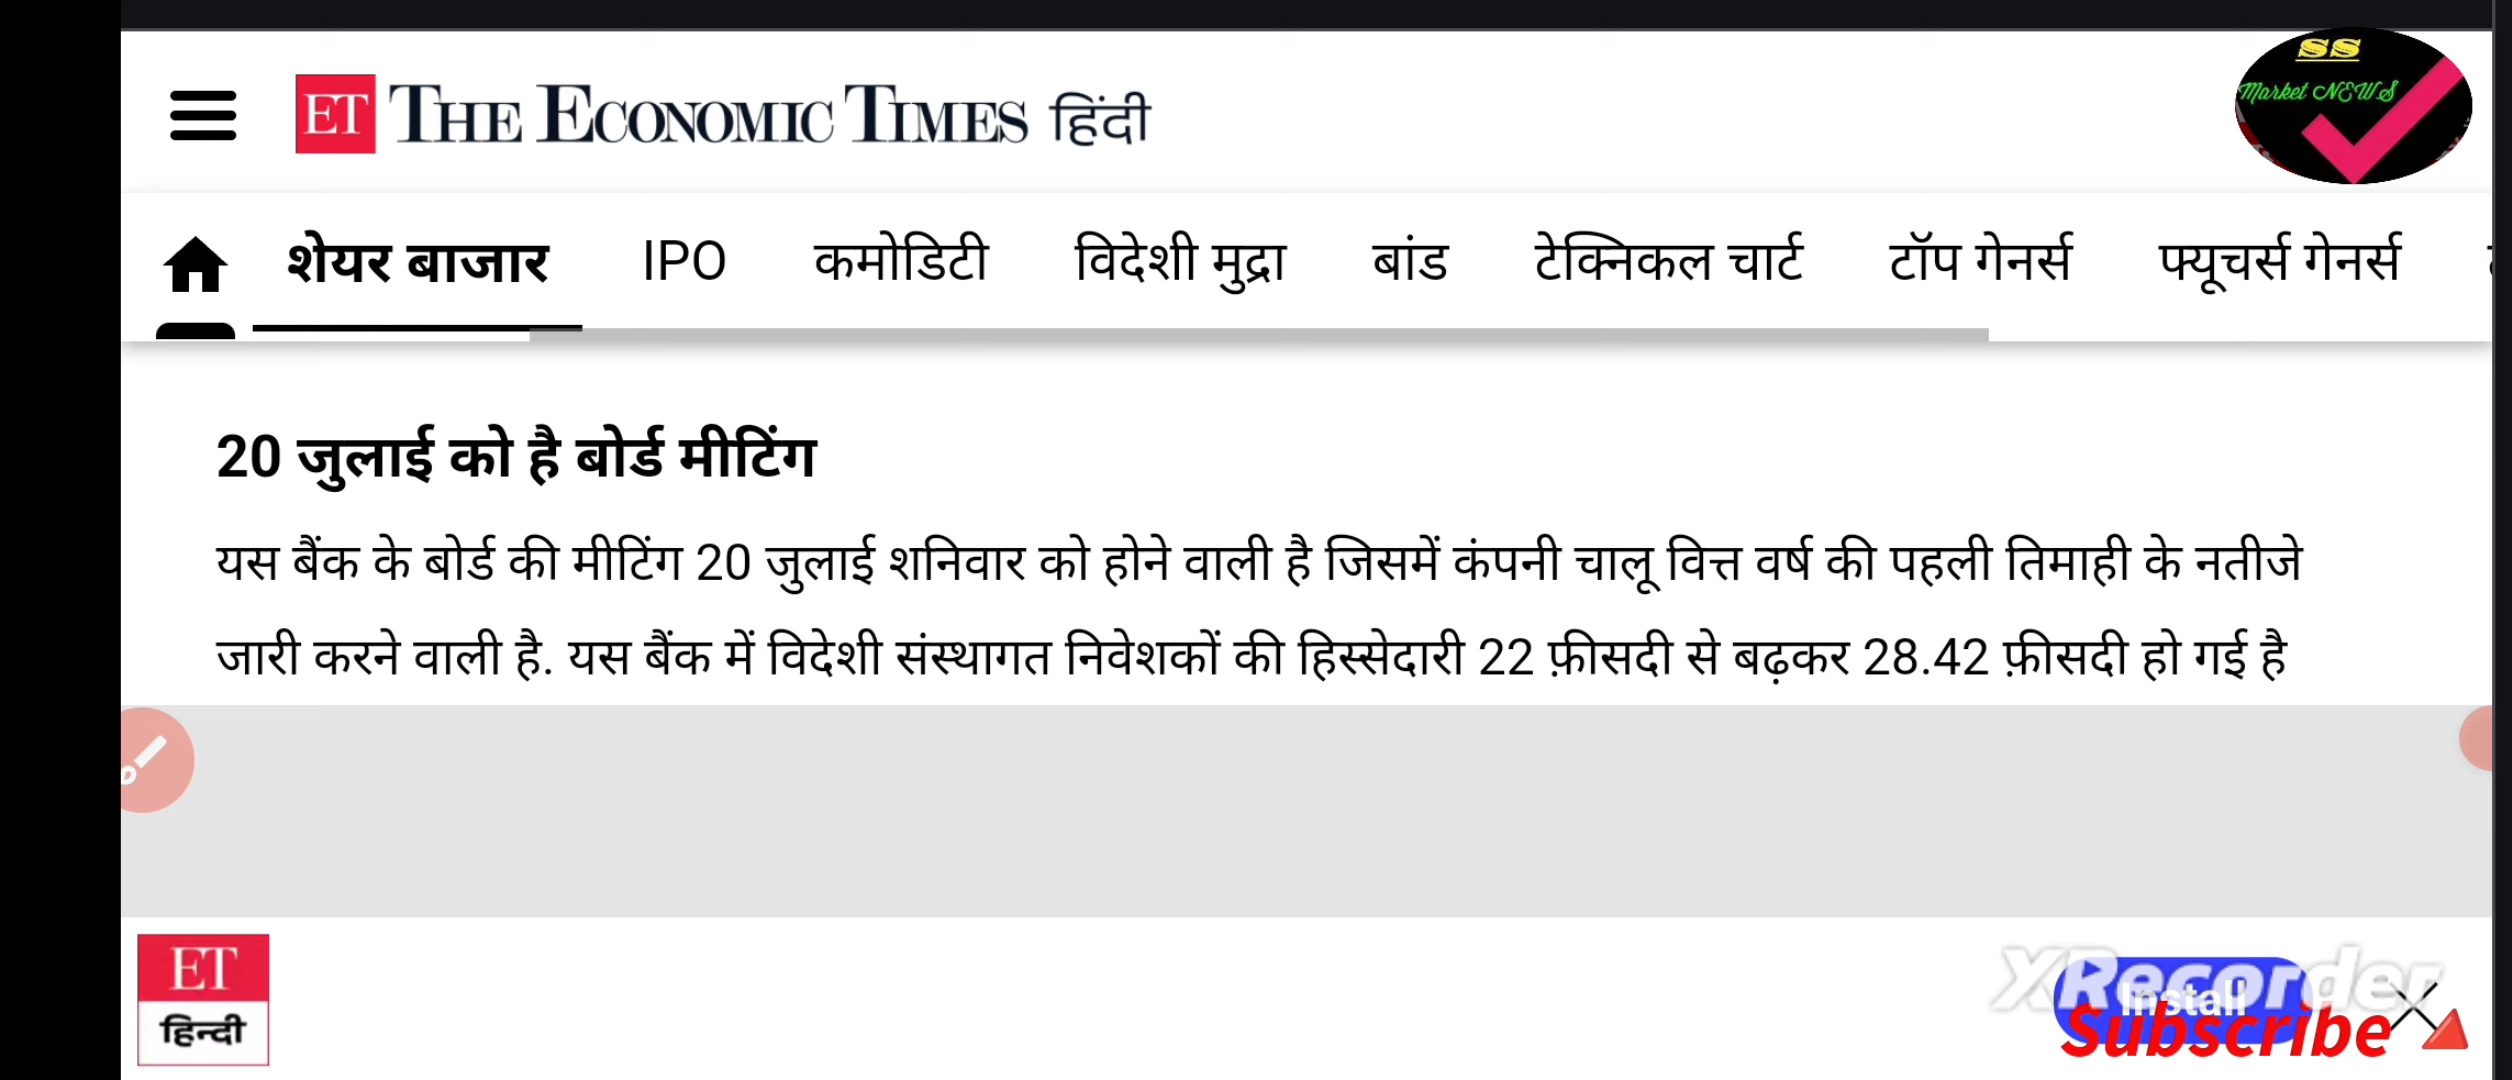 SS
Market NEWS
ET THE ECONOMIC TIMES हिंदी
शेयर बाजार IPO कमोडिटी विदेशी मुद्रा बांड टेक्निकल चार्ट टॉप गेनर्स फ्यूचर्स गेनर्स
20 जुलाई को है बोर्ड मीटिंग
यस बैंक के बोर्ड की मीटिंग 20 जुलाई शनिवार को होने वाली है जिसमें कंपनी चालू वित्त वर्ष की पहली तिमाही के नतीजे
जारी करने वाली है. यस बैंक में विदेशी संस्थागत निवेशकों की हिस्सेदारी 22 फ़ीसदी से बढ़कर 28.42 फ़ीसदी हो गई है
ET
हिन्दी
XRecorder
Install
Subscribe